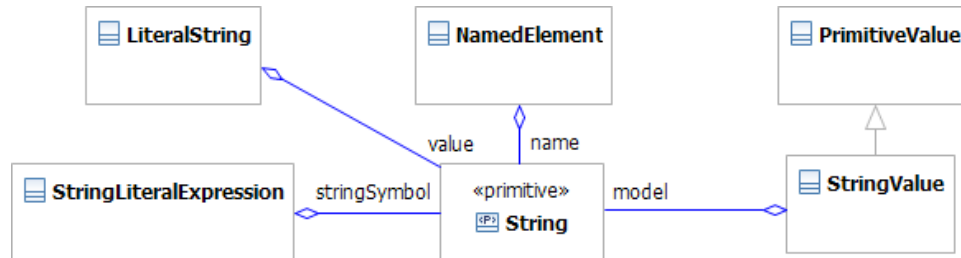 LiteralString
NamedElement
PrimitiveValue
value
name
StringLiteralExpression
stringSymbol
«primitive»
<P> String
model
StringValue